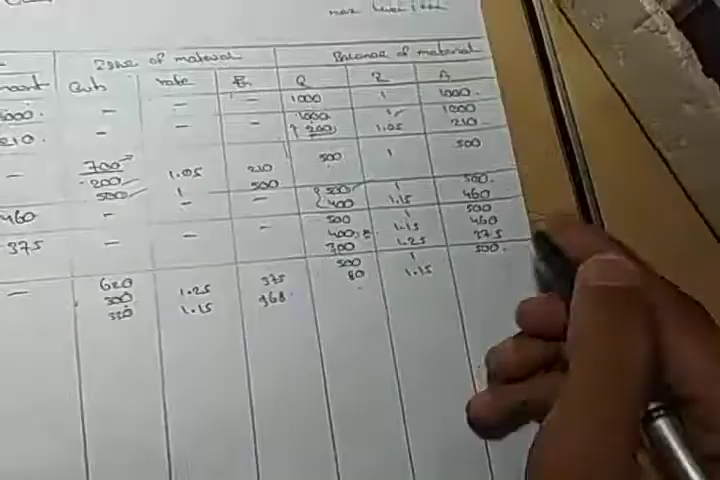 Issue of material Balance of material
Qnty rate Rs. Q R A
000. - - - 1000 1 1000.
210. - - - 1000 1 1000
200 1.05 210
- 700 500 1 500
200 1.05 210
500 1 500 500 1 500.
460 - - - 400 1.15 460
375 - - - 500 1 500
400 1.15 460
300 1.25 375
- 620 500 1 500.
300 1.25 375 80 1.15
320 1.15 368.